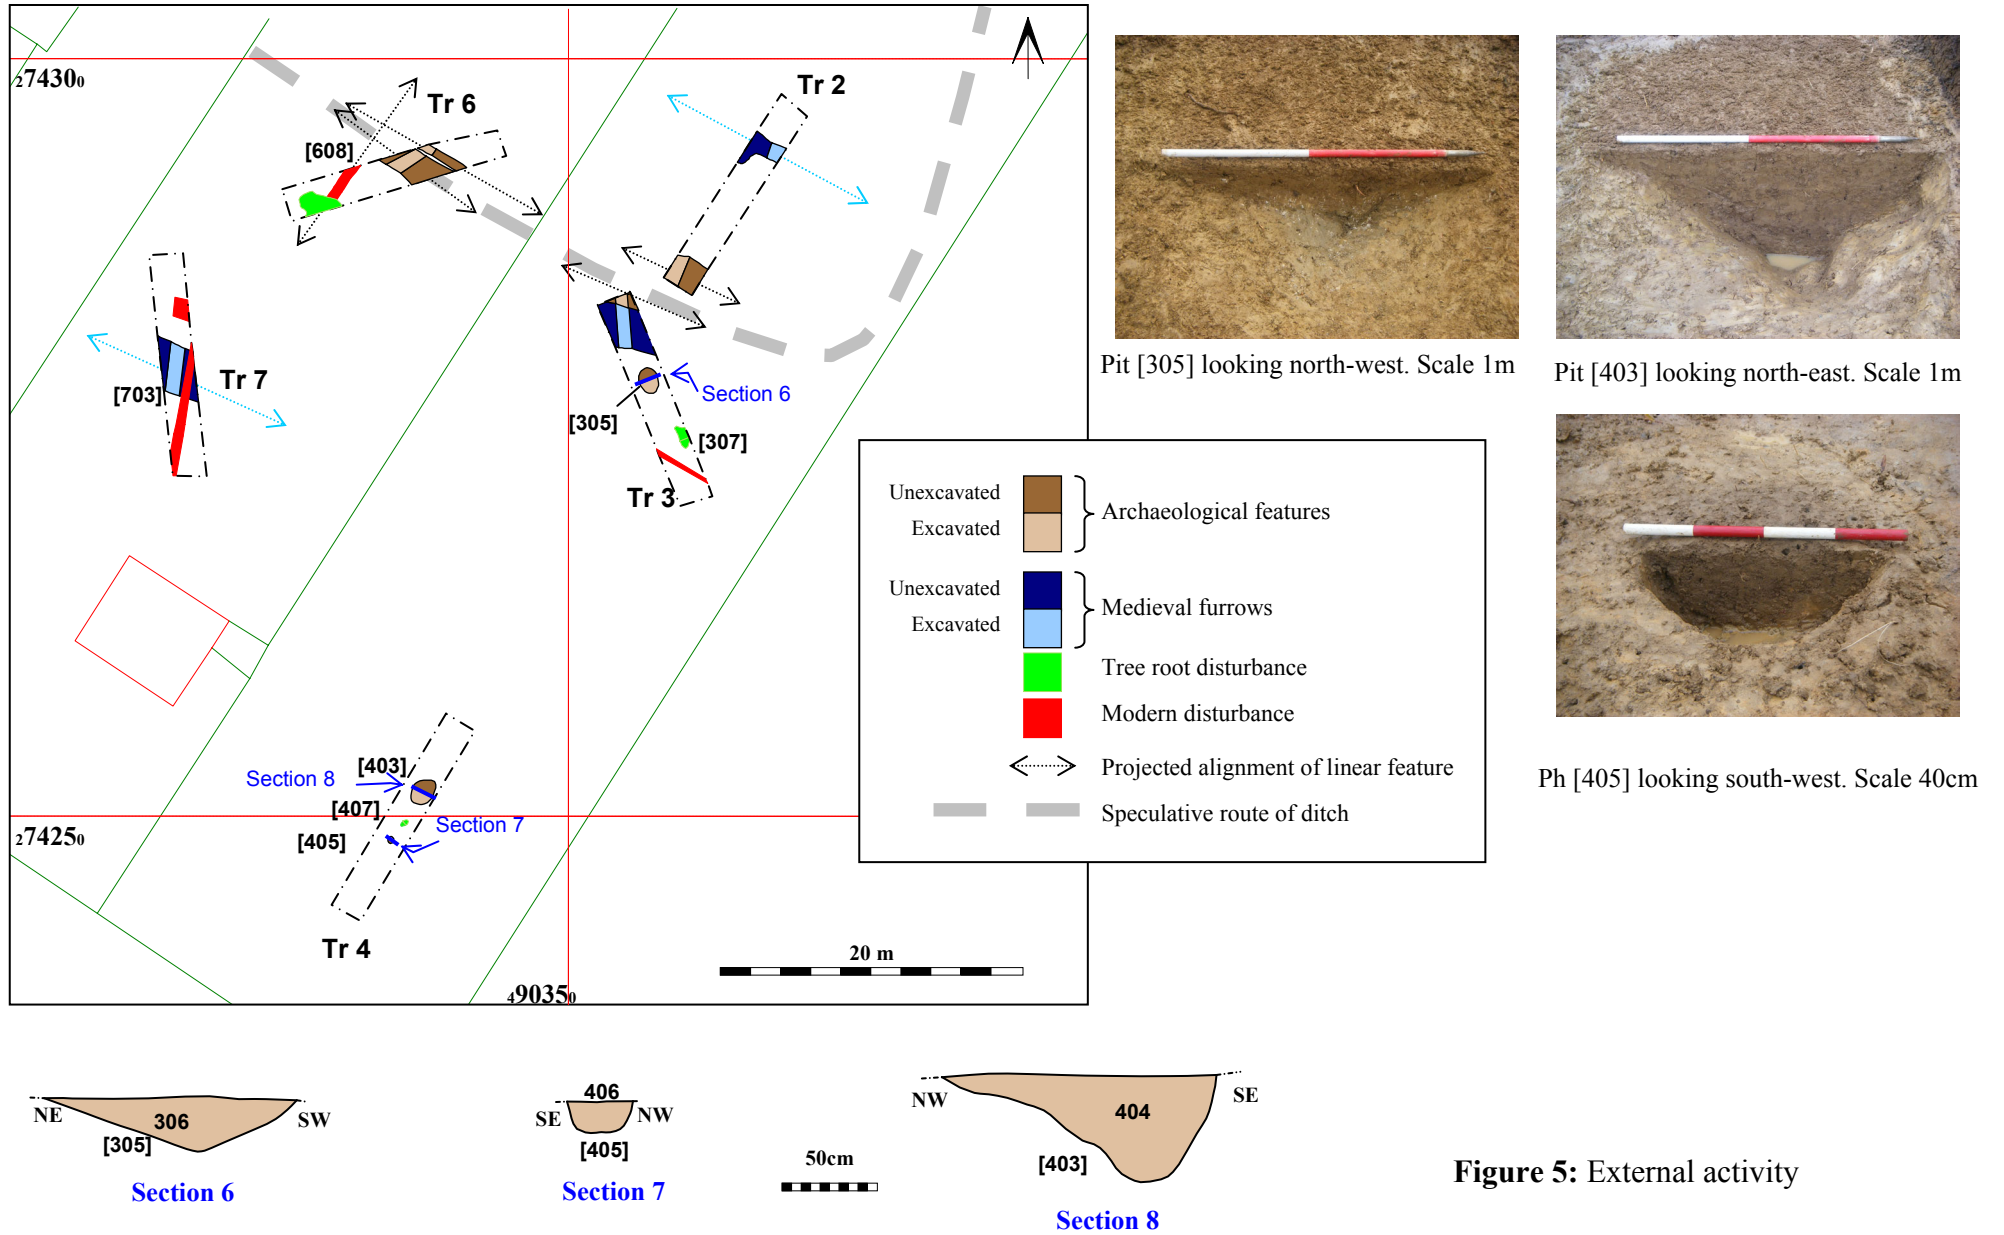 274300
Tr 6
Tr 2
[608]
Tr 7
[703]
Section 6
[305]
[307]
Tr 3
[403]
Section 8
[407]
Section 7
[405]
274250
Tr 4
20 m
490350
Unexcavated
Excavated
Archaeological features
Unexcavated
Excavated
Medieval furrows
Tree root disturbance
Modern disturbance
Projected alignment of linear feature
Speculative route of ditch
Pit [305] looking north-west. Scale 1m
Pit [403] looking north-east. Scale 1m
Ph [405] looking south-west. Scale 40cm
NE
306
SW
[305]
Section 6
406
SE
NW
[405]
Section 7
50cm
NW
404
SE
[403]
Section 8
Figure 5: External activity